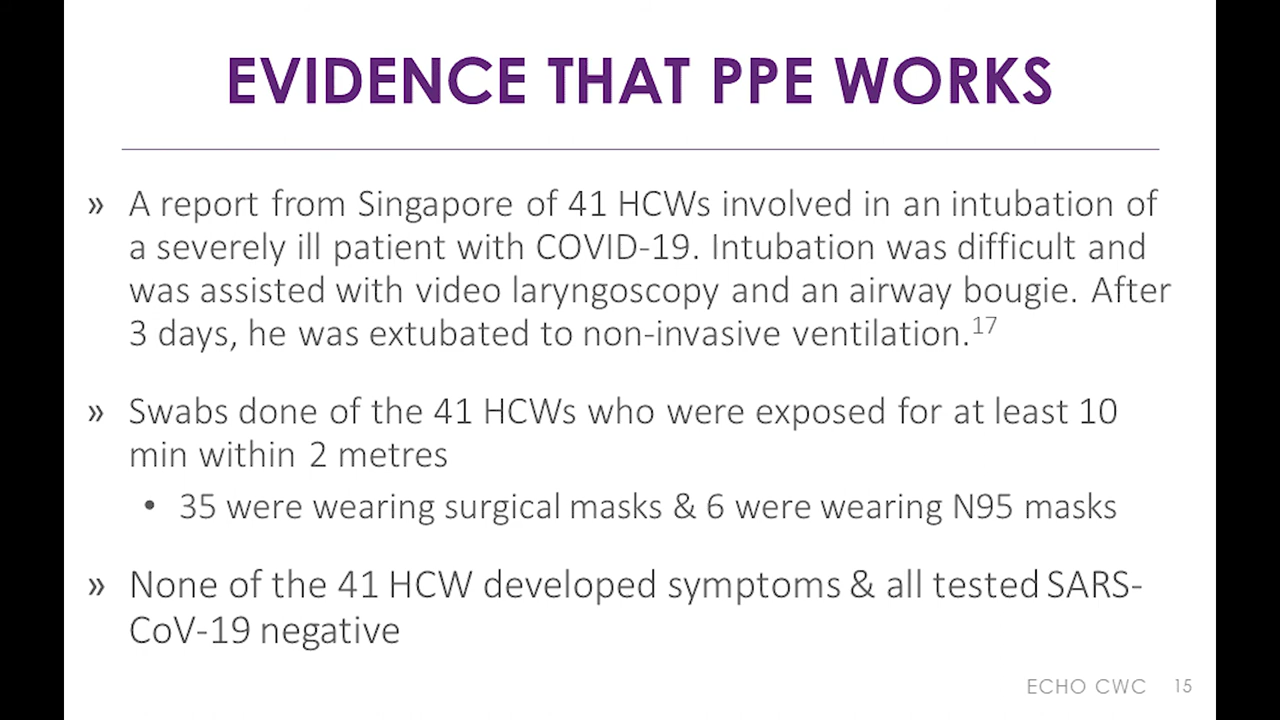 EVIDENCE THAT PPE WORKS
» A report from Singapore of 41 HCWs involved in an intubation of
a severely ill patient with COVID-19. Intubation was difficult and
was assisted with video laryngoscopy and an airway bougie. After
3 days, he was extubated to non-invasive ventilation.17
» Swabs done of the 41 HCWs who were exposed for at least 10
min within 2 metres
• 35 were wearing surgical masks & 6 were wearing N95 masks
» None of the 41 HCW developed symptoms & all tested SARS-
CoV-19 negative
ECHO CWC 15